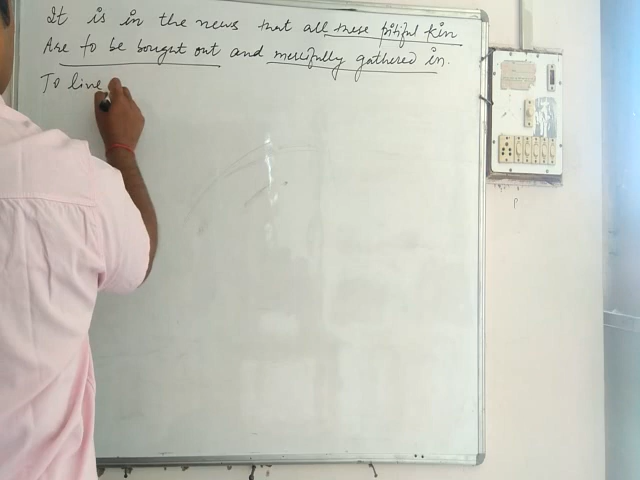 It is in the news that all these pitiful kin
Are to be bought out and mercifully gathered in.
To live